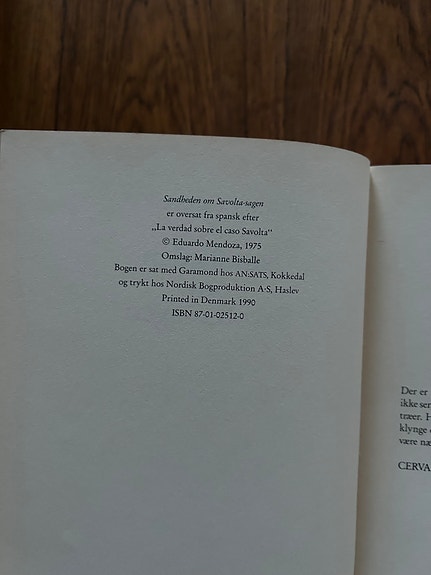 Sandheden om Savolta-sagen
er oversat fra spansk efter
„La verdad sobre el caso Savolta“
© Eduardo Mendoza, 1975
Omslag: Marianne Bisballe
Bogen er sat med Garamond hos AN:SATS, Kokkedal
og trykt hos Nordisk Bogproduktion A·S, Haslev
Printed in Denmark 1990
ISBN 87-01-02512-0
Der er
ikke ser
træer. H
klynge
være næ
CERVA